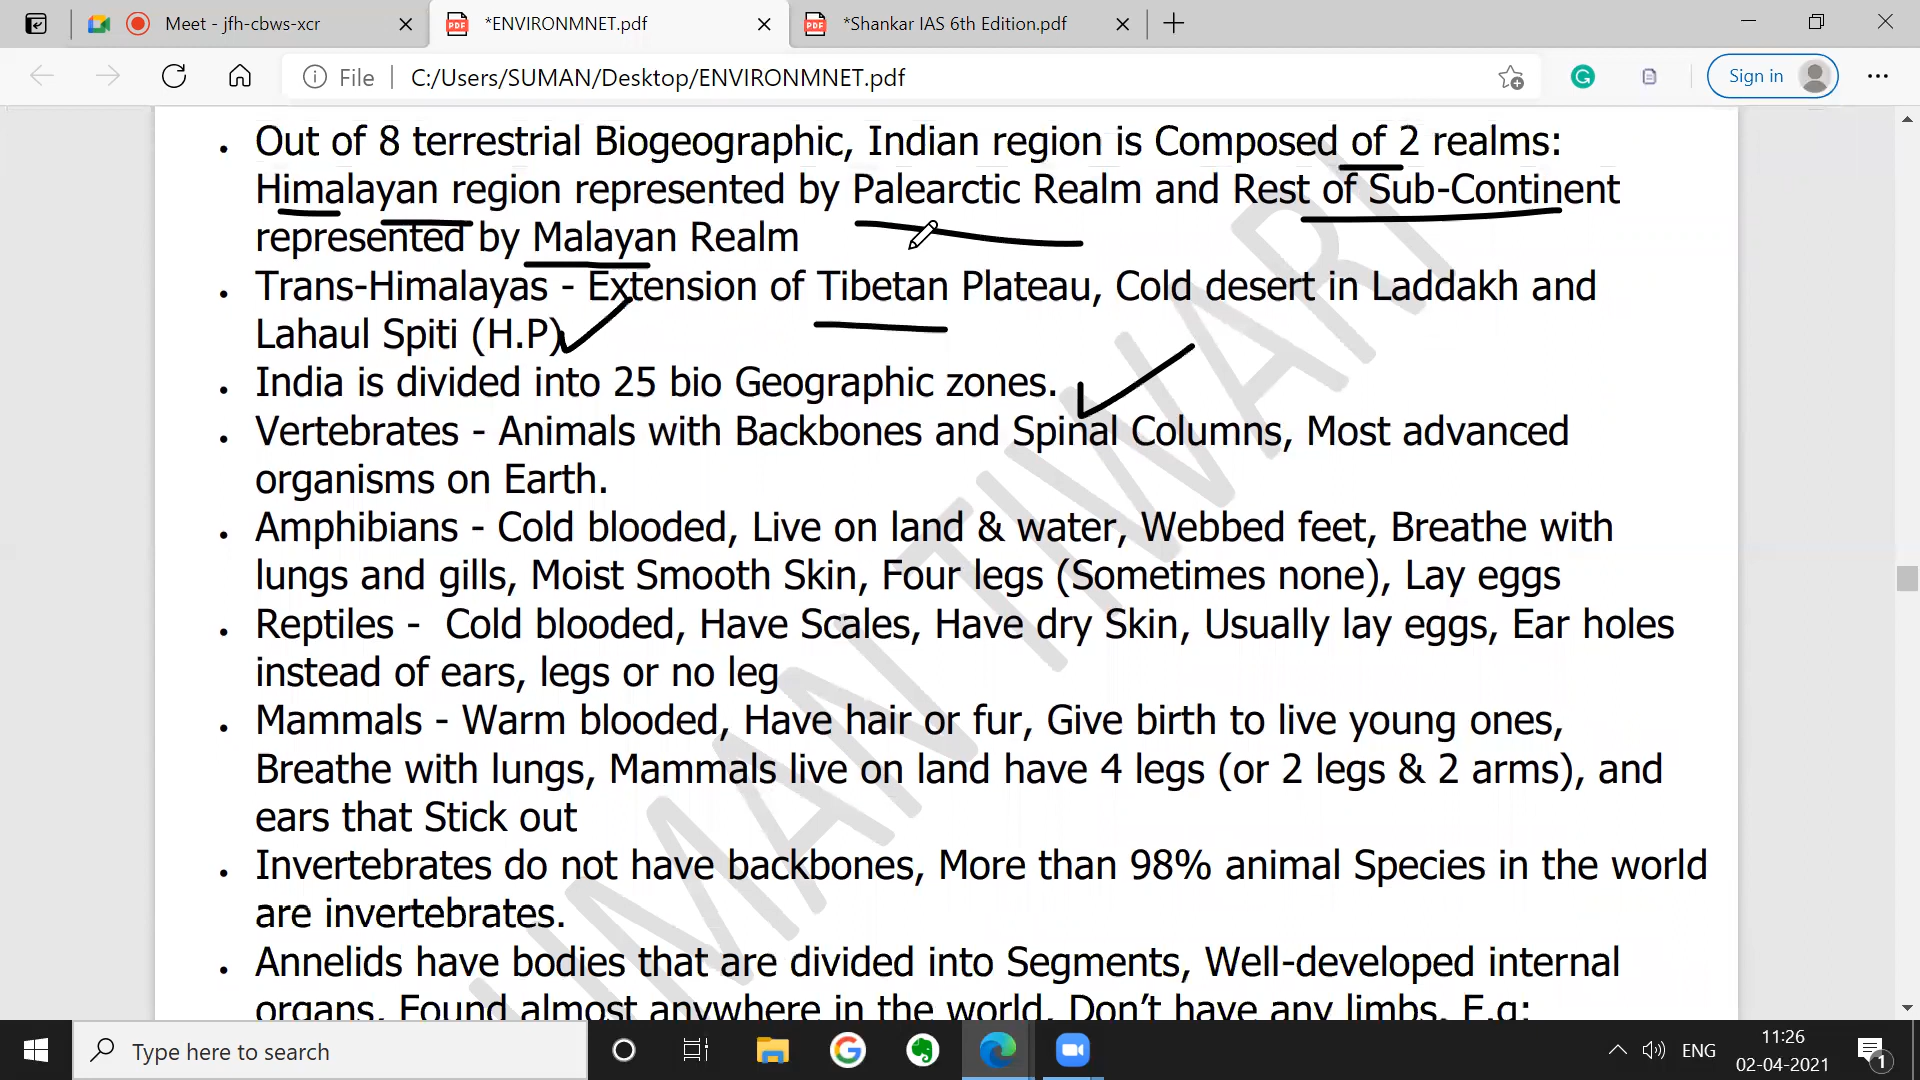 Meet - jfh-cbws-xcr
*ENVIRONMNET.pdf
*Shankar IAS 6th Edition.pdf
File
C:/Users/SUMAN/Desktop/ENVIRONMNET.pdf
Sign in
• Out of 8 terrestrial Biogeographic, Indian region is Composed of 2 realms:
Himalayan region represented by Palearctic Realm and Rest of Sub-Continent
represented by Malayan Realm
• Trans-Himalayas - Extension of Tibetan Plateau, Cold desert in Laddakh and
Lahaul Spiti (H.P)
• India is divided into 25 bio Geographic zones.
• Vertebrates - Animals with Backbones and Spinal Columns, Most advanced
organisms on Earth.
• Amphibians - Cold blooded, Live on land & water, Webbed feet, Breathe with
lungs and gills, Moist Smooth Skin, Four legs (Sometimes none), Lay eggs
• Reptiles - Cold blooded, Have Scales, Have dry Skin, Usually lay eggs, Ear holes
instead of ears, legs or no leg
• Mammals - Warm blooded, Have hair or fur, Give birth to live young ones,
Breathe with lungs, Mammals live on land have 4 legs (or 2 legs & 2 arms), and
ears that Stick out
• Invertebrates do not have backbones, More than 98% animal Species in the world
are invertebrates.
• Annelids have bodies that are divided into Segments, Well-developed internal
organs, Found almost anywhere in the world, Don't have any limbs. E.g:
UMAN TIWARI
Type here to search
ENG
11:26
02-04-2021
1